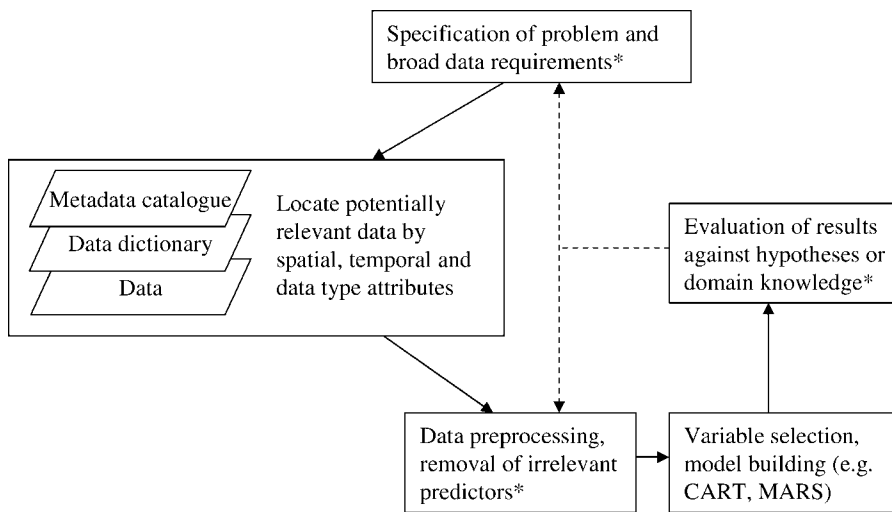 Specification of problem and
broad data requirements*
Metadata catalogue
Data dictionary
Data
Locate potentially
relevant data by
spatial, temporal and
data type attributes
Evaluation of results
against hypotheses or
domain knowledge*
Data preprocessing,
removal of irrelevant
predictors*
Variable selection,
model building (e.g.
CART, MARS)